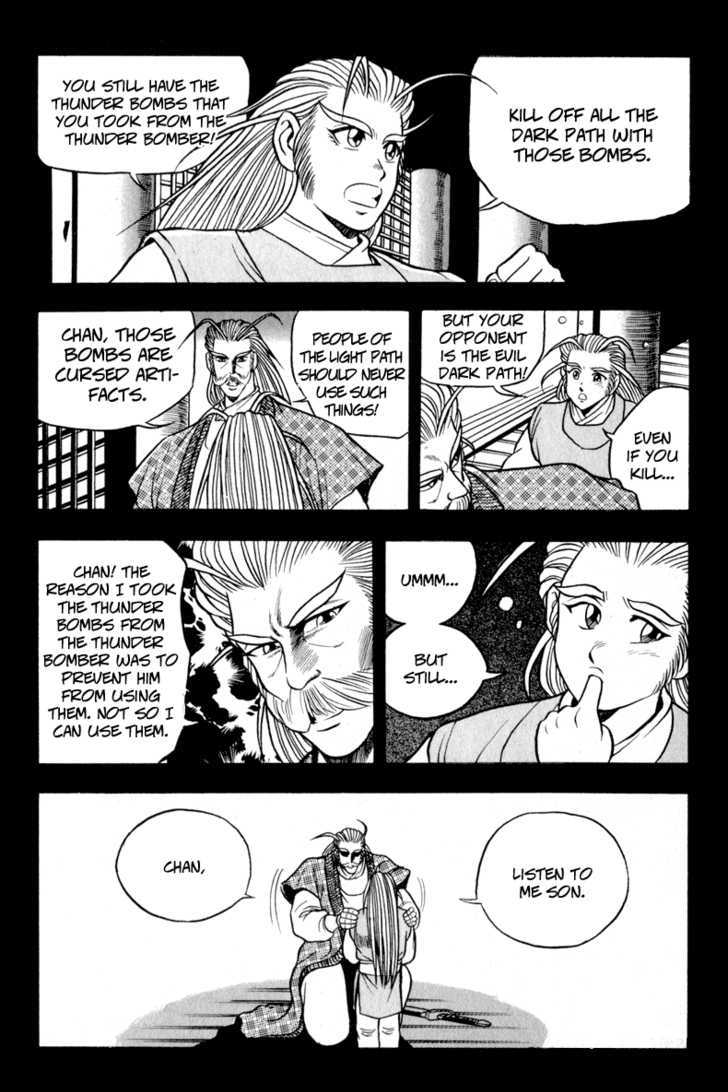 YOU STILL HAVE THE
THUNDER BOMBS THAT
YOU TOOK FROM THE
THUNDER BOMBER!
KILL OFF ALL THE
DARK PATH WITH
THOSE BOMBS.
CHAN, THOSE
BOMBS ARE
CURSED ARTI-
FACTS.
PEOPLE OF
THE LIGHT PATH
SHOULD NEVER
USE SUCH
THINGS!
BUT YOUR
OPPONENT
IS THE EVIL
DARK PATH!
EVEN
IF YOU
KILL...
CHAN! THE
REASON I TOOK
THE THUNDER
BOMBS FROM
THE THUNDER
BOMBER WAS TO
PREVENT HIM
FROM USING
THEM. NOT SO I
CAN USE THEM.
UMMM...
BUT
STILL...
CHAN,
LISTEN TO
ME SON.